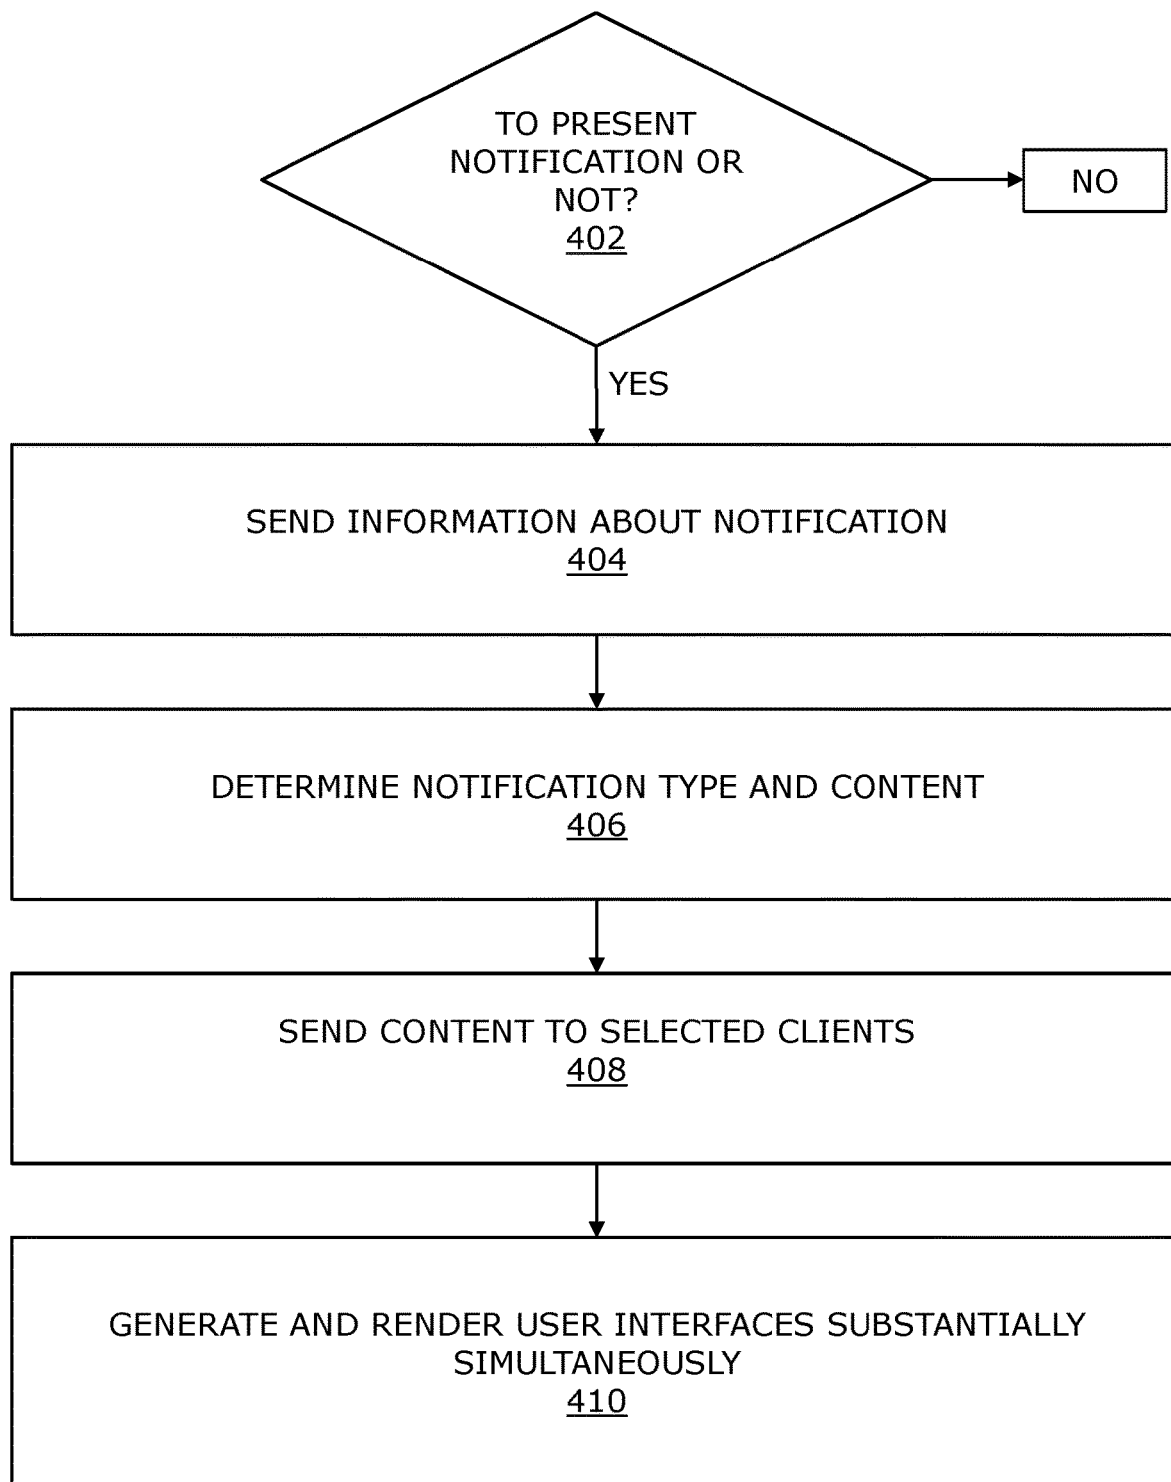 TO PRESENT
NOTIFICATION OR
NOT?
402
NO
YES
SEND INFORMATION ABOUT NOTIFICATION
404
DETERMINE NOTIFICATION TYPE AND CONTENT
406
SEND CONTENT TO SELECTED CLIENTS
408
GENERATE AND RENDER USER INTERFACES SUBSTANTIALLY
SIMULTANEOUSLY
410